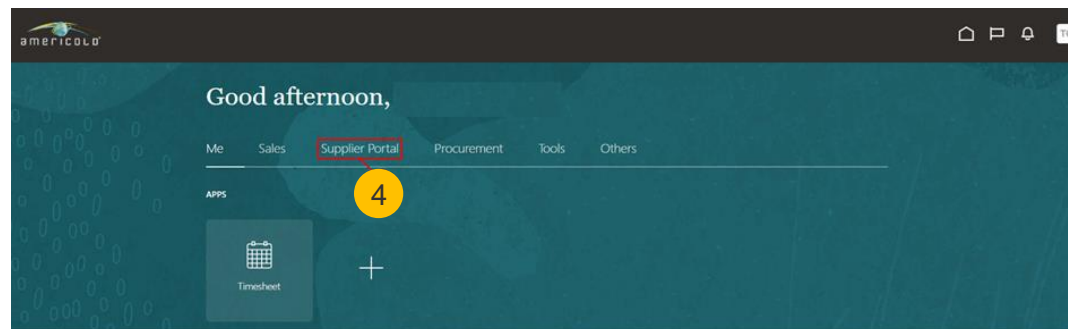 americold
Good afternoon,
Me Sales Supplier Portal Procurement Tools Others
4
APPS
Timesheet